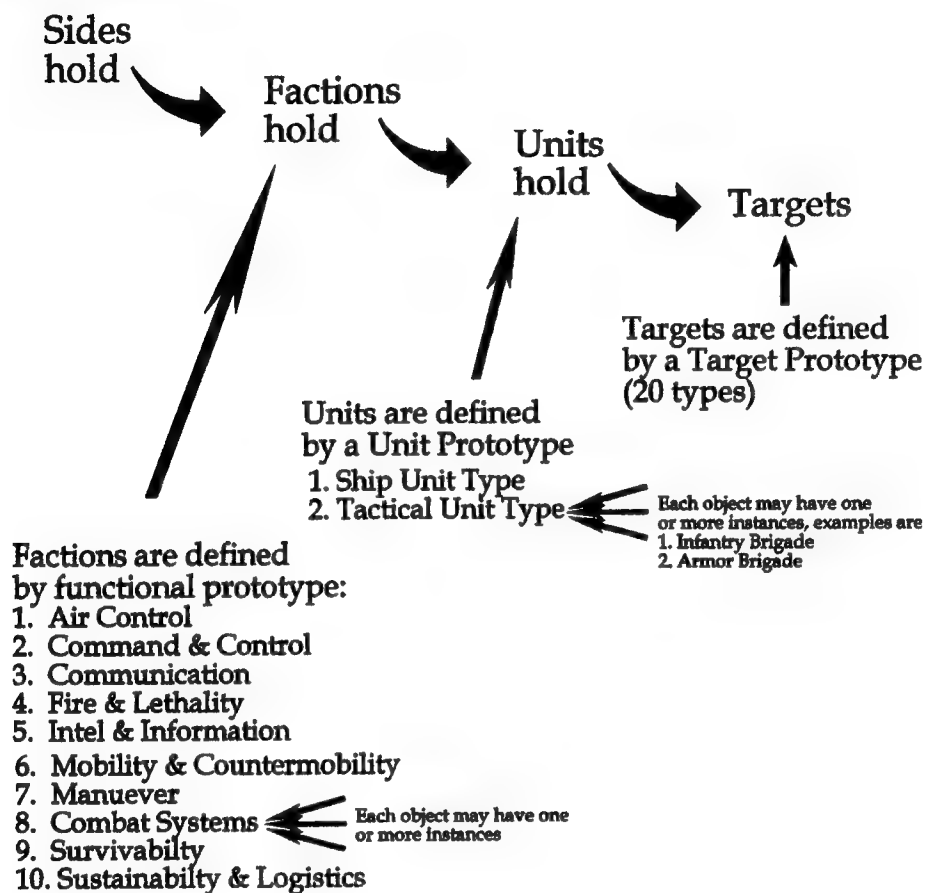 Sides
hold
Factions
hold
Units
hold
Targets
Targets are defined
by a Target Prototype
(20 types)
Units are defined
by a Unit Prototype
1. Ship Unit Type
2. Tactical Unit Type
Each object may have one
or more instances, examples are
1. Infantry Brigade
2. Armor Brigade
Factions are defined
by functional prototype:
1. Air Control
2. Command & Control
3. Communication
4. Fire & Lethality
5. Intel & Information
6. Mobility & Countermobility
7. Manuever
8. Combat Systems
Each object may have one
or more instances
9. Survivabilty
10. Sustainabilty & Logistics